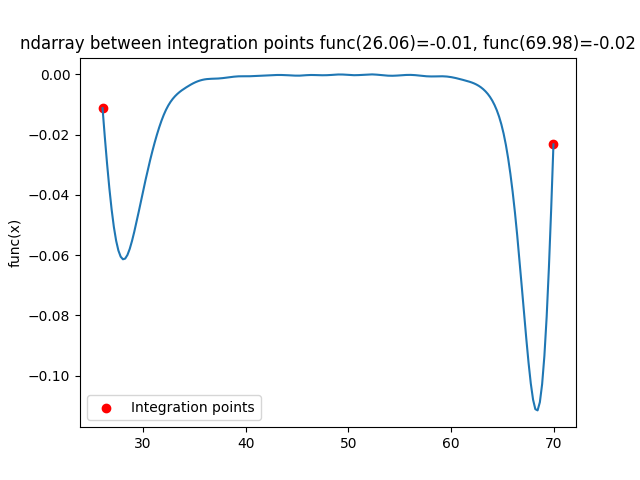 ndarray between integration points func(26.06)=-0.01, func(69.98)=-0.02
0.00
−0.02
−0.04
−0.06
−0.08
−0.10
func(x)
Integration points
30 40 50 60 70